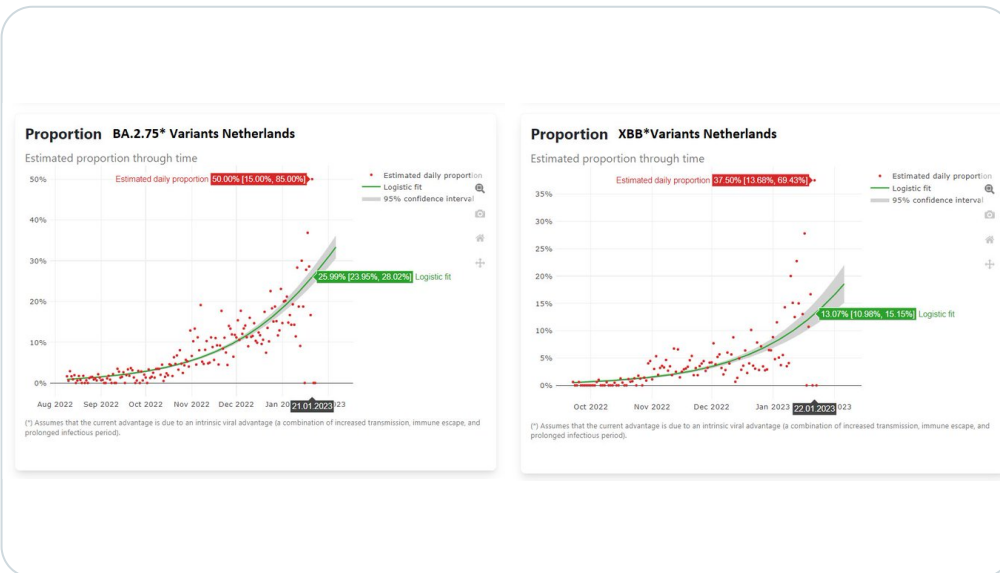 Proportion BA.2.75* Variants Netherlands
Estimated proportion through time
50%
40%
30%
20%
10%
0%
Estimated daily proportion 50.00% [15.00%, 85.00%]
Estimated daily proportion
Logistic fit
95% confidence interval
25.99% [23.95%, 28.02%] Logistic fit
Aug 2022 Sep 2022 Oct 2022 Nov 2022 Dec 2022 Jan 20 21.01.2023 23
(*) Assumes that the current advantage is due to an intrinsic viral advantage (a combination of increased transmission, immune escape, and
prolonged infectious period).
Proportion XBB*Variants Netherlands
Estimated proportion through time
35%
30%
25%
20%
15%
10%
5%
0%
Estimated daily proportion 37.50% [13.68%, 69.43%]
Estimated daily proportion
Logistic fit
95% confidence interval
13.07% [10.98%, 15.15%] Logistic fit
Oct 2022 Nov 2022 Dec 2022 Jan 2023 22.01.2023 023
(*) Assumes that the current advantage is due to an intrinsic viral advantage (a combination of increased transmission, immune escape, and
prolonged infectious period).